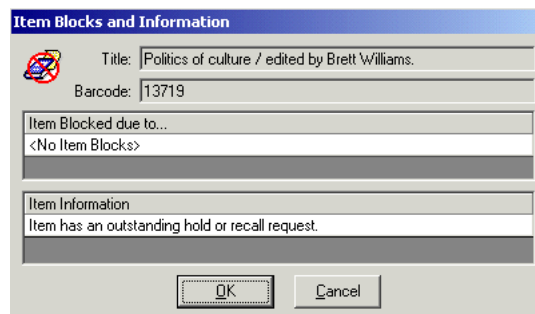 Item Blocks and Information
Title: Politics of culture / edited by Brett Williams.
Barcode: 13719
Item Blocked due to...
<No Item Blocks>
Item Information
Item has an outstanding hold or recall request.
OK Cancel